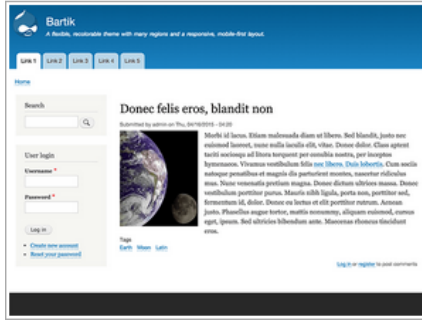 Bartik
A flexible, recolorable theme with many regions and a responsive, mobile-first layout.
Link 1 Link 2 Link 3 Link 4 Link 5
Home
Search
User login
Username *
Password *
Log in
Create new account
Reset your password
Donec felis eros, blandit non
Submitted by admin on Thu, 04/16/2015 - 04:20
Morbi id lacus. Etiam malesuada diam ut libero. Sed blandit, justo nec
euismod laoreet, nunc nulla iaculis elit, vitae. Donec dolor. Class aptent
taciti sociosqu ad litora torquent per conubia nostra, per inceptos
hymenaeos. Vivamus vestibulum felis nec libero. Duis lobortis. Cum sociis
natoque penatibus et magnis dis parturient montes, nascetur ridiculus
mus. Nunc venenatis pretium magna. Donec dictum ultrices massa. Donec
vestibulum porttitor purus. Mauris nibh ligula, porta non, porttitor sed,
fermentum id, dolor. Donec eu lectus et elit porttitor rutrum. Aenean
justo. Phasellus augue tortor, mattis nonummy, aliquam euismod, cursus
eget, ipsum. Sed ultricies bibendum ante. Maecenas rhoncus tincidunt
eros.
Tags
Earth Moon Latin
Log in or register to post comments